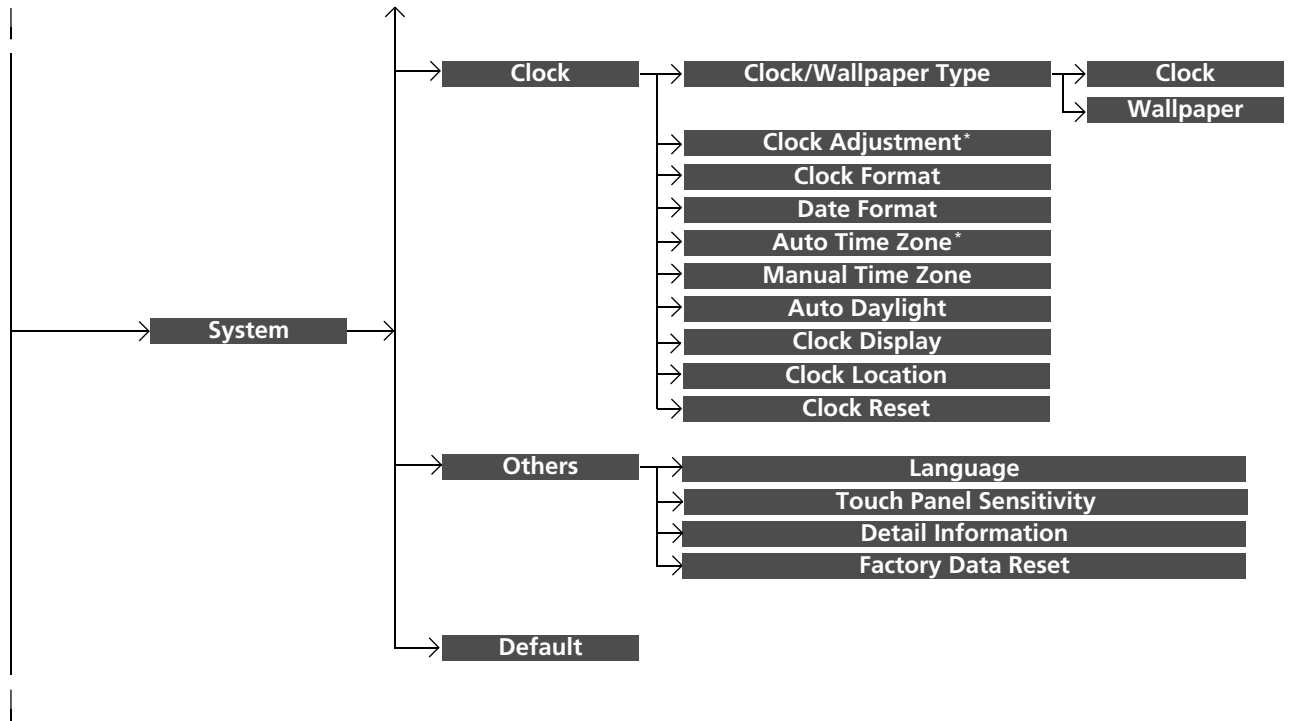 Clock
Clock/Wallpaper Type
Clock
Wallpaper
Clock Adjustment*
Clock Format
Date Format
Auto Time Zone*
Manual Time Zone
Auto Daylight
System
Clock Display
Clock Location
Clock Reset
Others
Language
Touch Panel Sensitivity
Detail Information
Factory Data Reset
Default